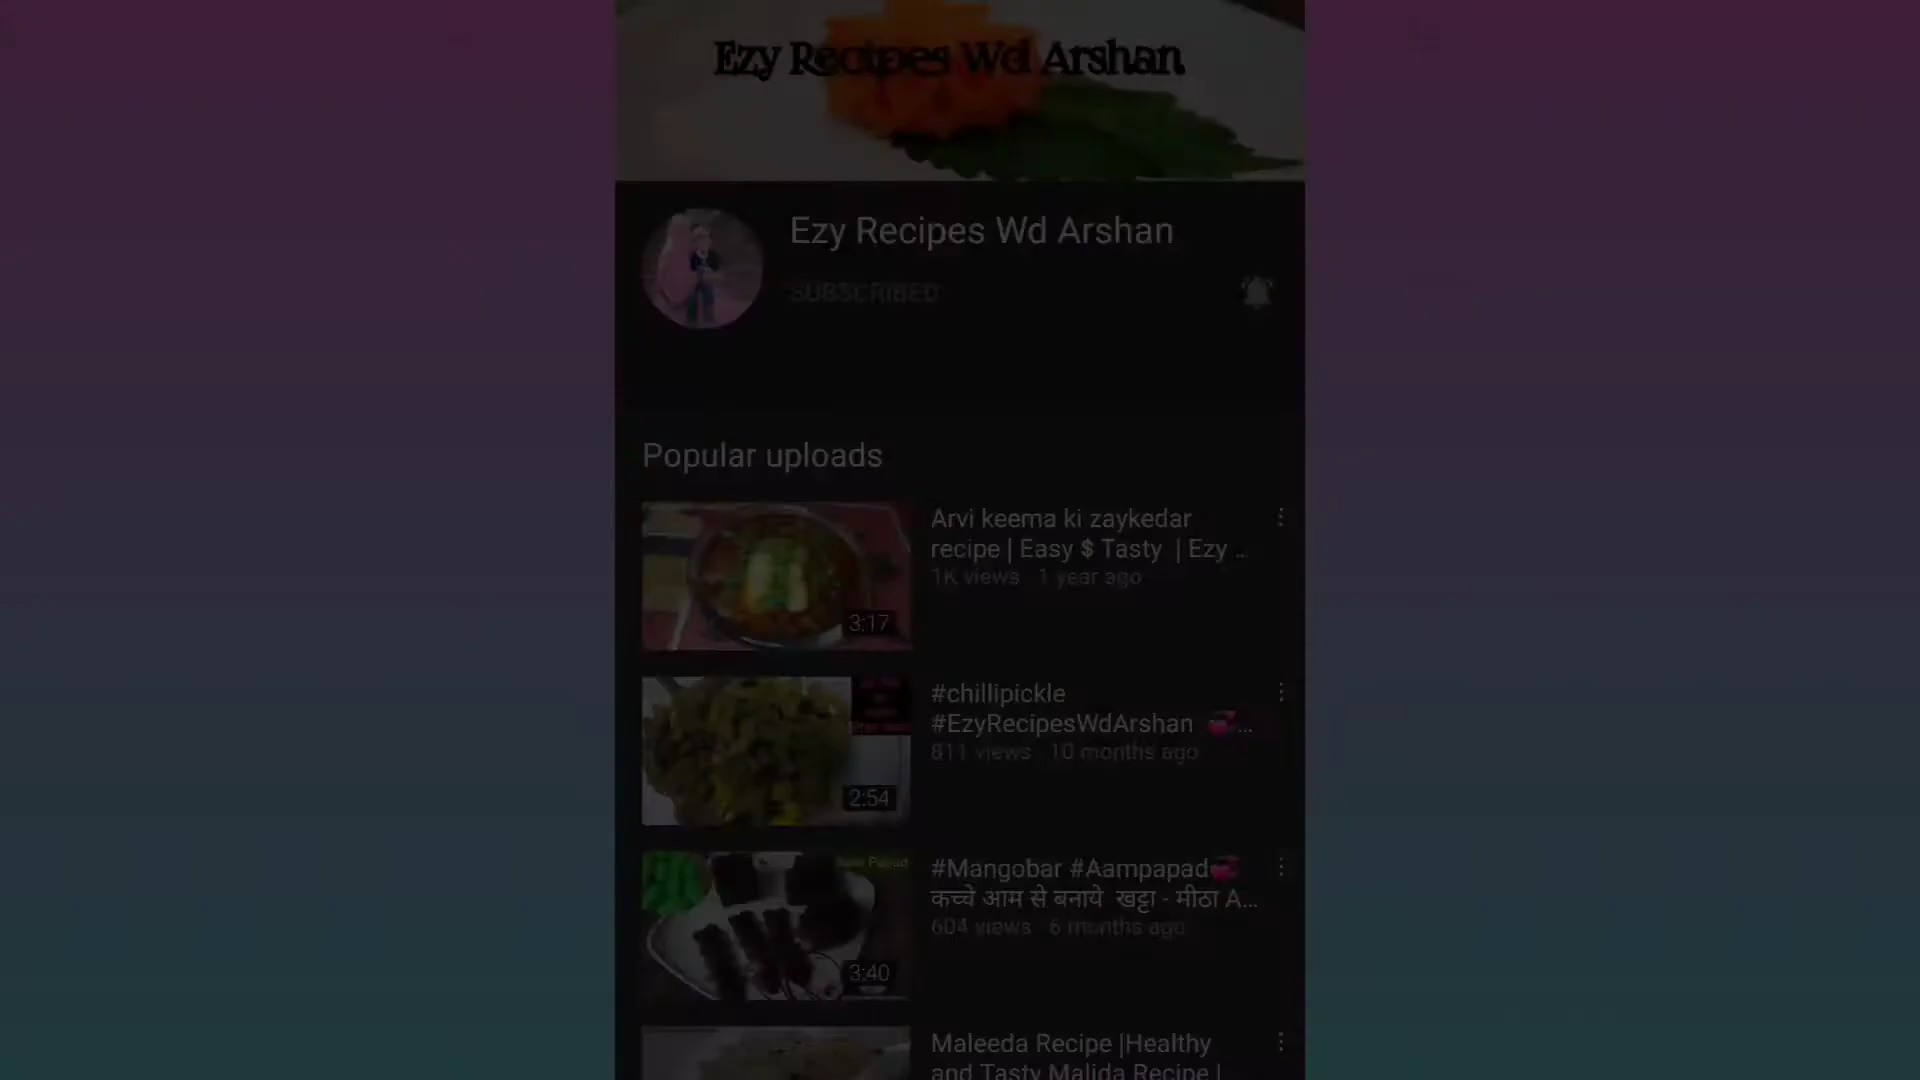 Ezy Recipes Wd Arshan
Ezy Recipes Wd Arshan
SUBSCRIBED
Popular uploads
Arvi keema ki zaykedar
recipe | Easy $ Tasty | Ezy ..
1K views · 1 year ago
3:17
#chillipickle
#EzyRecipesWdArshan 💞...
811 views · 10 months ago
2:54
#Mangobar #Aampapad💞
कच्चे आम से बनाये खट्टा - मीठा A...
604 views · 6 months ago
3:40
Maleeda Recipe |Healthy
and Tasty Malida Recipe |